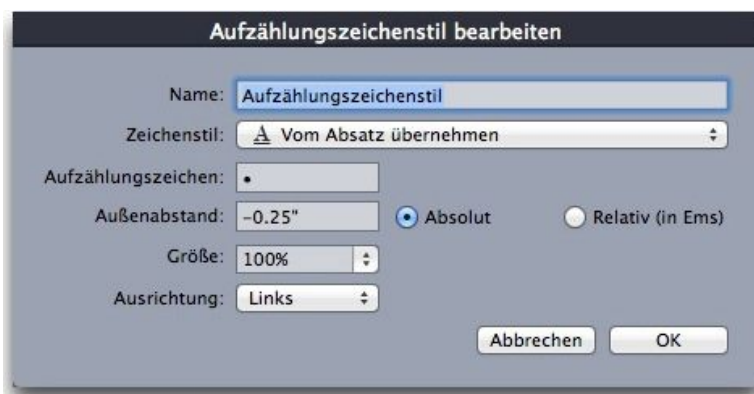 Aufzählungszeichenstil bearbeiten
Name: Aufzählungszeichenstil
Zeichenstil: A Vom Absatz übernehmen
Aufzählungszeichen: •
Außenabstand: -0.25" Absolut Relativ (in Ems)
Größe: 100%
Ausrichtung: Links
Abbrechen OK